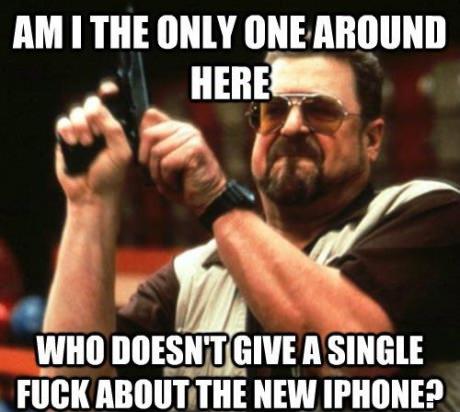 AM I THE ONLY ONE AROUND
HERE
WHO DOESN'T GIVE A SINGLE
FUCK ABOUT THE NEW IPHONE?